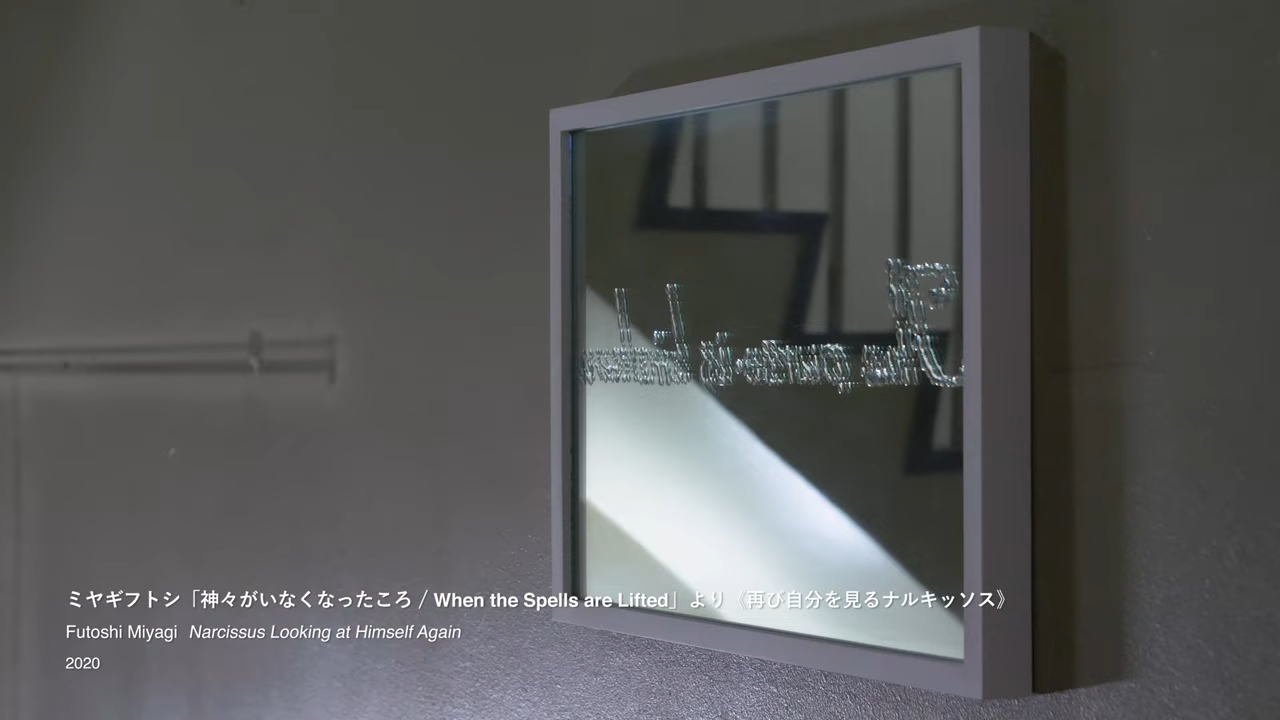 ミヤギフトシ「神々がいなくなったころ / When the Spells are Lifted」より《再び自分を見るナルキッソス》
Futoshi Miyagi Narcissus Looking at Himself Again
2020